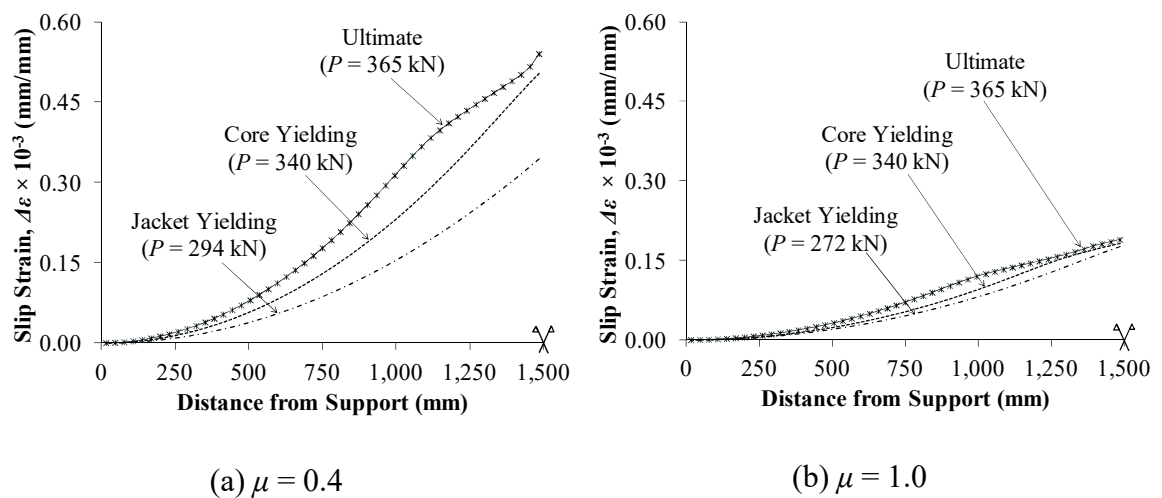 0.60
0.45
0.30
0.15
0.00
Slip Strain, Δε × 10⁻³ (mm/mm)
Ultimate
(P = 365 kN)
Core Yielding
(P = 340 kN)
Jacket Yielding
(P = 294 kN)
0 250 500 750 1,000 1,250 1,500
Distance from Support (mm)
(a) μ = 0.4
0.60
0.45
0.30
0.15
0.00
Slip Strain, Δε × 10⁻³ (mm/mm)
Ultimate
(P = 365 kN)
Core Yielding
(P = 340 kN)
Jacket Yielding
(P = 272 kN)
0 250 500 750 1,000 1,250 1,500
Distance from Support (mm)
(b) μ = 1.0